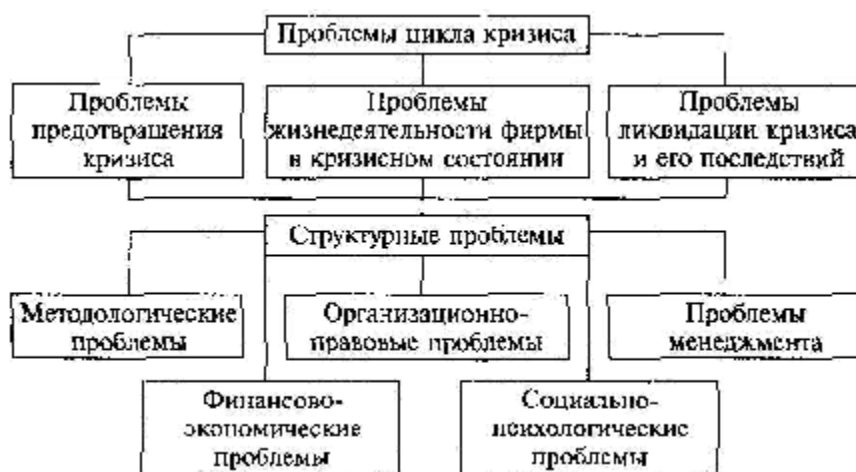 Проблемы цикла кризиса
Проблемы
предотвращения
кризиса
Проблемы
жизнедеятельности фирмы
в кризисном состоянии
Проблемы
ликвидации кризиса
и его последствий
Структурные проблемы
Методологические
проблемы
Организационно-
правовые проблемы
Проблемы
менеджмента
Финансово-
экономические
проблемы
Социально-
психологические
проблемы